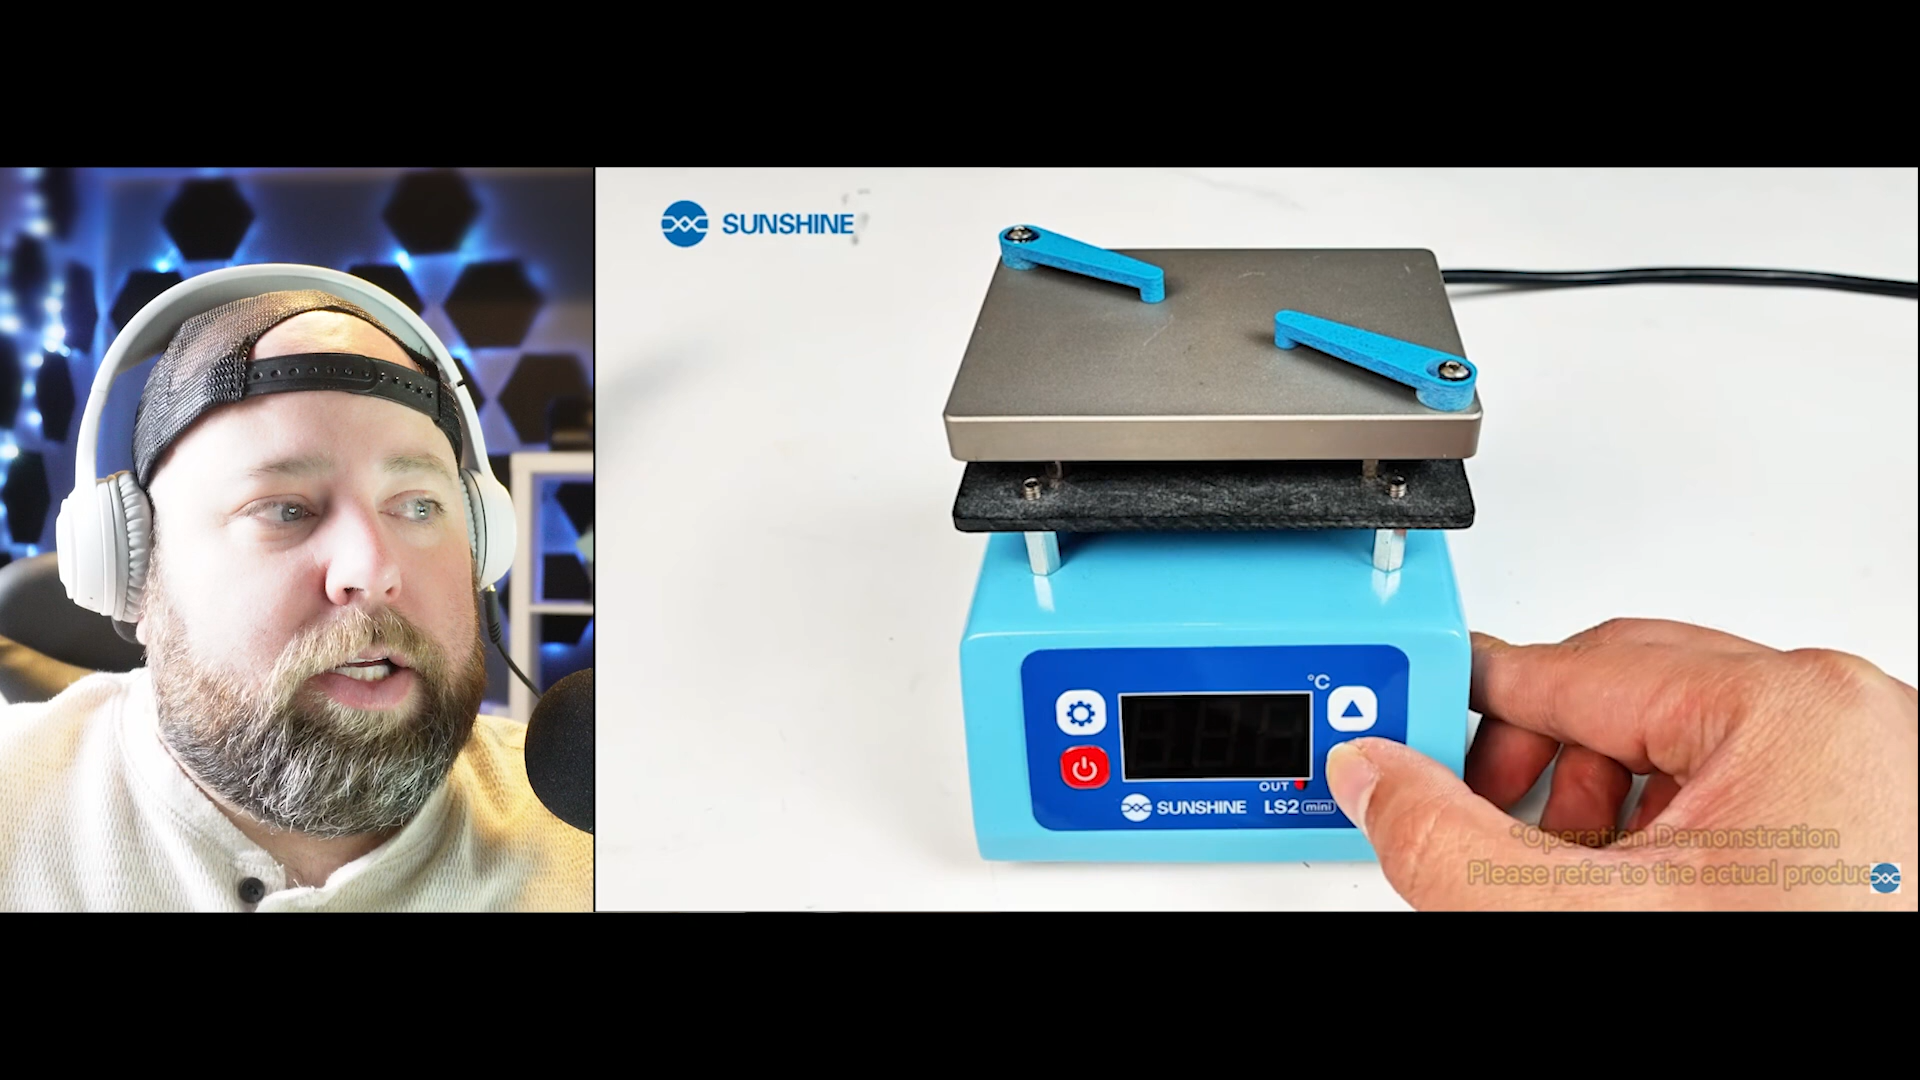 SUNSHINE
°C
OUT
SUNSHINE LS2 mini
*Operation Demonstration
Please refer to the actual produc